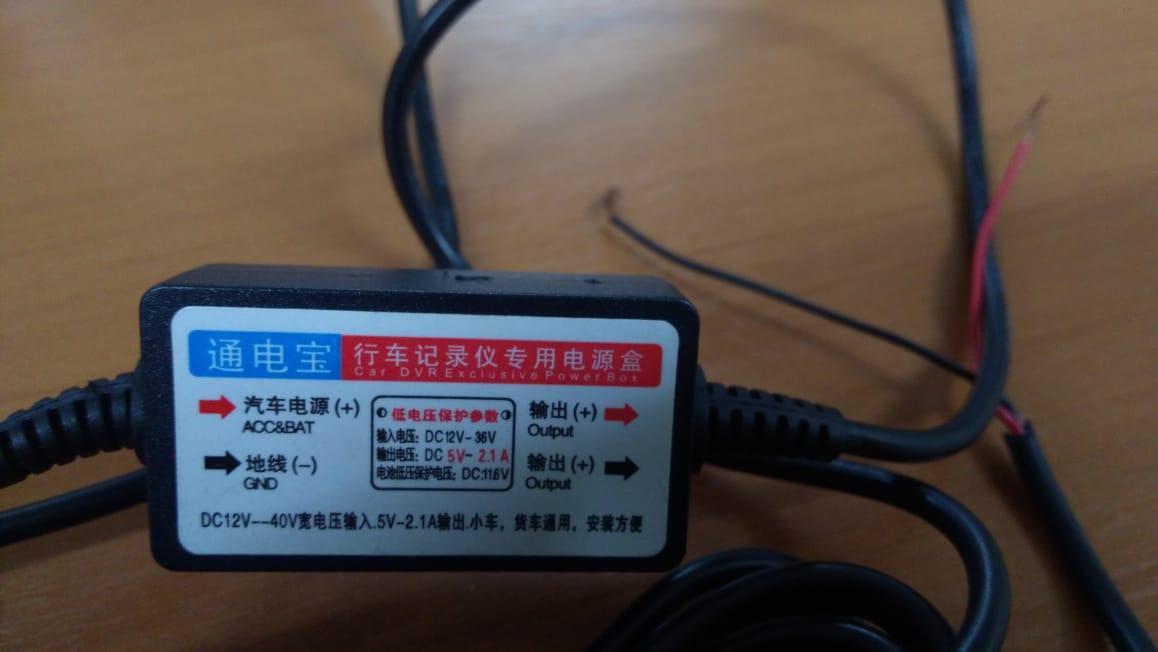 通电宝 行车记录仪专用电源盒
Car DVR Exclusive Power Box
汽车电源(+)
ACC&BAT
地线(-)
GND
低电压保护参数
输入电压: DC12V-36V
输出电压: DC 5V- 2.1A
电池低压保护电压: DC:11.6V
输出(+)
Output
输出(+)
Output
DC12V--40V宽电压输入.5V-2.1A输出.小车，货车通用，安装方便